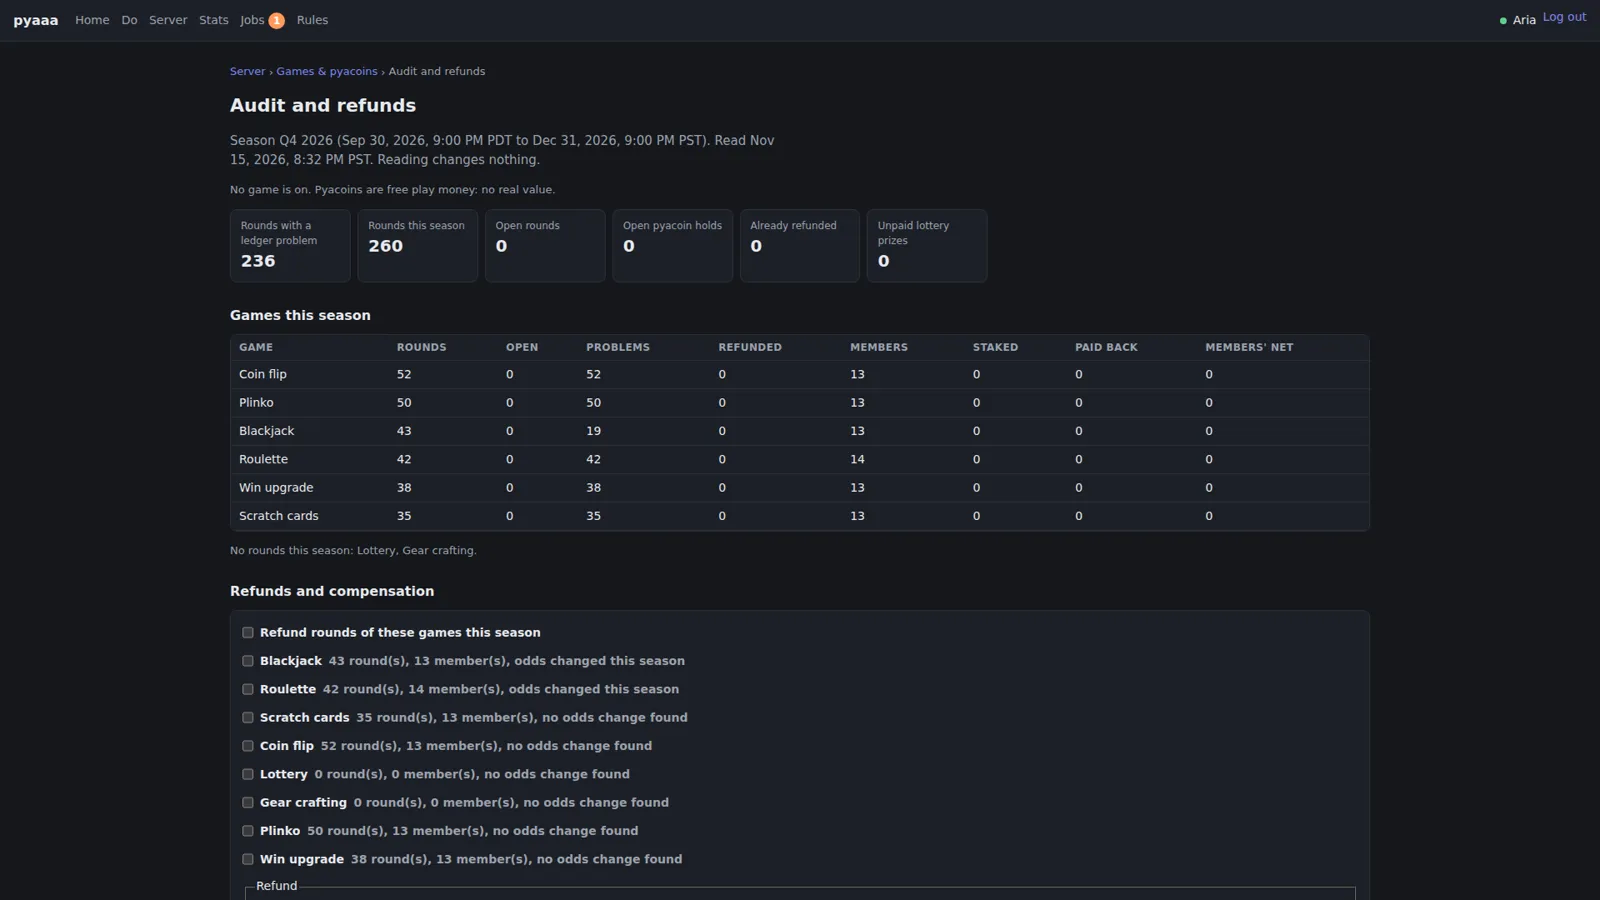 pyaaa Home Do Server Stats Jobs 1 Rules Aria Log out
Server › Games & pyacoins › Audit and refunds
Audit and refunds
Season Q4 2026 (Sep 30, 2026, 9:00 PM PDT to Dec 31, 2026, 9:00 PM PST). Read Nov
15, 2026, 8:32 PM PST. Reading changes nothing.
No game is on. Pyacoins are free play money: no real value.
Rounds with a
ledger problem
236
Rounds this season
260
Open rounds
0
Open pyacoin holds
0
Already refunded
0
Unpaid lottery
prizes
0
Games this season
GAME ROUNDS OPEN PROBLEMS REFUNDED MEMBERS STAKED PAID BACK MEMBERS' NET
Coin flip 52 0 52 0 13 0 0 0
Plinko 50 0 50 0 13 0 0 0
Blackjack 43 0 19 0 13 0 0 0
Roulette 42 0 42 0 14 0 0 0
Win upgrade 38 0 38 0 13 0 0 0
Scratch cards 35 0 35 0 13 0 0 0
No rounds this season: Lottery, Gear crafting.
Refunds and compensation
Refund rounds of these games this season
Blackjack 43 round(s), 13 member(s), odds changed this season
Roulette 42 round(s), 14 member(s), odds changed this season
Scratch cards 35 round(s), 13 member(s), no odds change found
Coin flip 52 round(s), 13 member(s), no odds change found
Lottery 0 round(s), 0 member(s), no odds change found
Gear crafting 0 round(s), 0 member(s), no odds change found
Plinko 50 round(s), 13 member(s), no odds change found
Win upgrade 38 round(s), 13 member(s), no odds change found
Refund